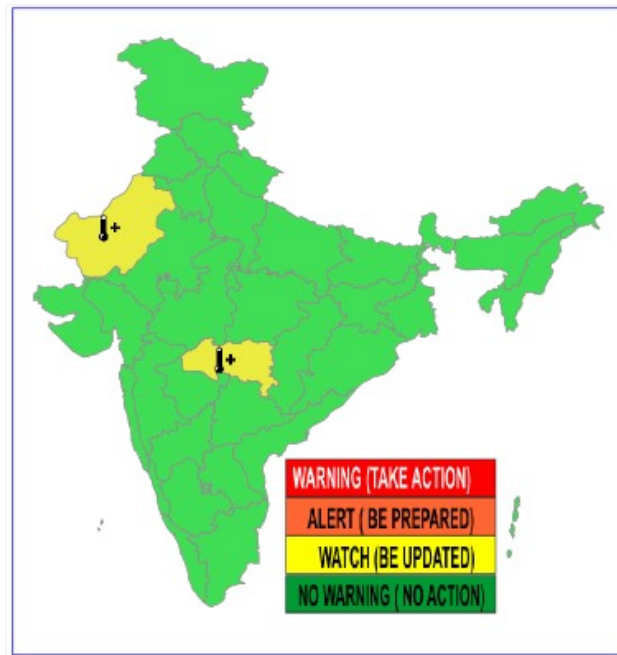 WARNING (TAKE ACTION)
ALERT ( BE PREPARED)
WATCH (BE UPDATED)
NO WARNING ( NO ACTION)